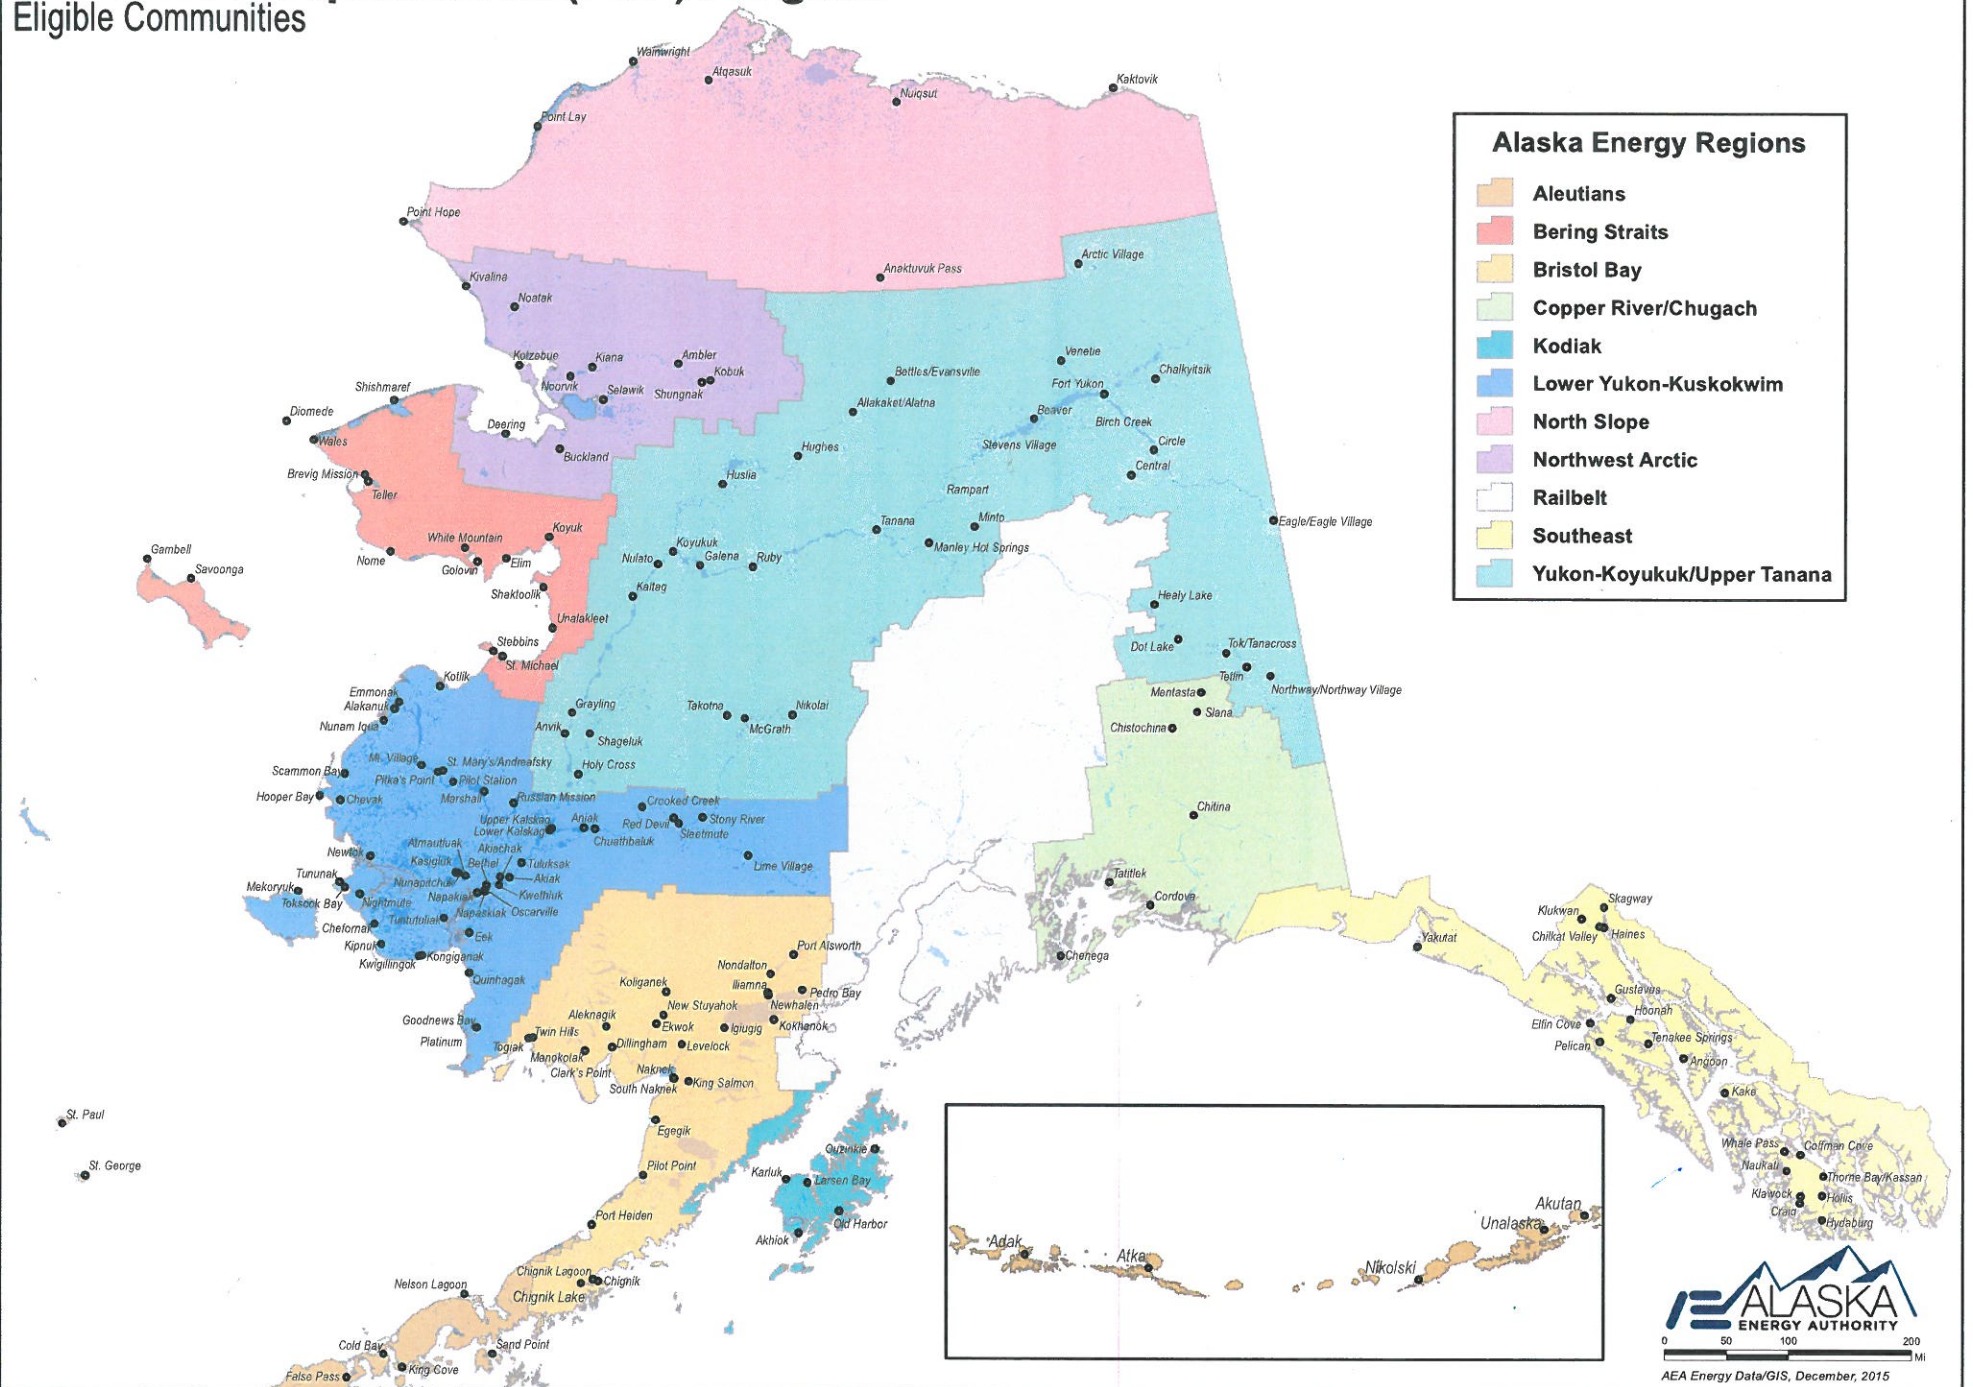 Eligible Communities
Wainwright
Atqasuk
Kaktovik
Nuiqsut
Point Lay
Point Hope
Anaktuvuk Pass
Arctic Village
Kivalina
Noatak
Kotzebue
Kiana
Ambler
Kobuk
Noorvik
Selawik
Shungnak
Venetie
Chalkyitsik
Bettles/Evansville
Fort Yukon
Shishmaref
Allakaket/Alatna
Beaver
Birch Creek
Diomede
Wales
Deering
Buckland
Hughes
Stevens Village
Circle
Central
Brevig Mission
Teller
Huslia
Rampart
Koyuk
Tanana
Minto
Eagle/Eagle Village
White Mountain
Nome
Golovin
Elim
Koyukuk
Nulato
Galena
Ruby
Manley Hot Springs
Gambell
Savoonga
Shaktoolik
Kaltag
Healy Lake
Unalakleet
Stebbins
St. Michael
Dot Lake
Tok/Tanacross
Tetlin
Northway/Northway Village
Kotlik
Emmonak
Alakanuk
Nunam Iqua
Grayling
Takotna
Nikolai
McGrath
Mentasta
Slana
Chistochina
Anvik
Shageluk
Holy Cross
Mt. Village
St. Mary's/Andreafsky
Scammon Bay
Pitka's Point
Pilot Station
Hooper Bay
Chevak
Marshall
Russian Mission
Crooked Creek
Chitina
Upper Kalskag
Lower Kalskag
Aniak
Chuathbaluk
Red Devil
Sleetmute
Stony River
Atmautluak
Akiachak
Newtok
Kasigluk
Bethel
Tuluksak
Lime Village
Tununak
Nunapitchuk
Akiak
Mekoryuk
Toksook Bay
Nightmute
Napakiak
Kwethluk
Napaskiak
Oscarville
Tatitlek
Cordova
Chefornak
Tuntutuliak
Eek
Kipnuk
Kwigillingok
Kongiganak
Quinhagak
Chenega
Port Alsworth
Nondalton
Iliamna
Pedro Bay
Newhalen
Kokhanok
Koliganek
New Stuyahok
Ekwok
Igiugig
Levelock
Goodnews Bay
Platinum
Togiak
Twin Hills
Aleknagik
Manokotak
Dillingham
Clark's Point
Naknek
South Naknek
King Salmon
Egegik
St. Paul
St. George
Pilot Point
Port Heiden
Ouzinkie
Karluk
Larsen Bay
Old Harbor
Akhiok
Chignik Lagoon
Chignik
Chignik Lake
Nelson Lagoon
Cold Bay
King Cove
Sand Point
False Pass
Alaska Energy Regions
Aleutians
Bering Straits
Bristol Bay
Copper River/Chugach
Kodiak
Lower Yukon-Kuskokwim
North Slope
Northwest Arctic
Railbelt
Southeast
Yukon-Koyukuk/Upper Tanana
Yakutat
Skagway
Klukwan
Chilkat Valley
Haines
Gustavus
Hoonah
Elfin Cove
Pelican
Tenakee Springs
Angoon
Kake
Whale Pass
Coffman Cove
Naukati
Thorne Bay/Kassan
Klawock
Hollis
Craig
Hydaburg
Adak
Atka
Nikolski
Unalaska
Akutan
ALASKA
ENERGY AUTHORITY
0 50 100 200
Mi
AEA Energy Data/GIS, December, 2015